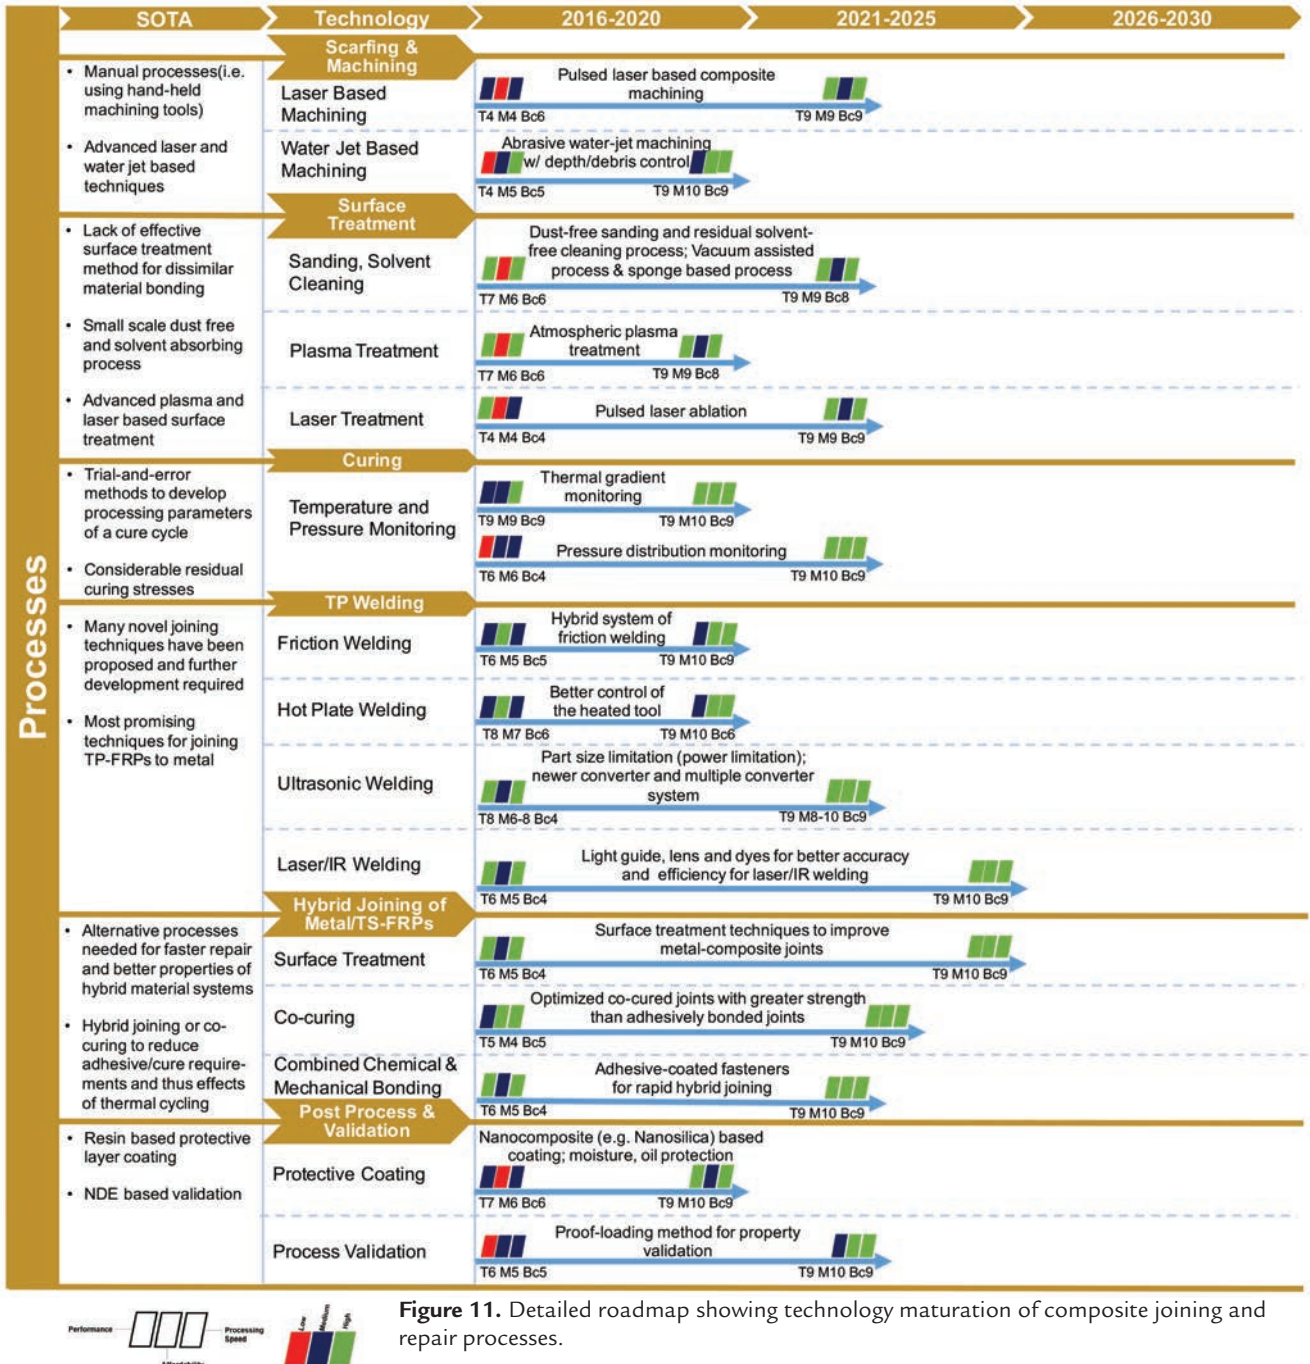 SOTA
Technology
2016-2020
2021-2025
2026-2030
Processes
Scarfing &
Machining
• Manual processes(i.e.
using hand-held
machining tools)
• Advanced laser and
water jet based
techniques
Laser Based
Machining
Pulsed laser based composite
machining
T4 M4 Bc6
T9 M9 Bc9
Water Jet Based
Machining
Abrasive water-jet machining
w/ depth/debris control
T4 M5 Bc5
T9 M10 Bc9
Surface
Treatment
• Lack of effective
surface treatment
method for dissimilar
material bonding
• Small scale dust free
and solvent absorbing
process
• Advanced plasma and
laser based surface
treatment
Sanding, Solvent
Cleaning
Dust-free sanding and residual solvent-
free cleaning process; Vacuum assisted
process & sponge based process
T7 M6 Bc6
T9 M9 Bc8
Plasma Treatment
Atmospheric plasma
treatment
T7 M6 Bc6
T9 M9 Bc8
Laser Treatment
Pulsed laser ablation
T4 M4 Bc4
T9 M9 Bc9
Curing
• Trial-and-error
methods to develop
processing parameters
of a cure cycle
• Considerable residual
curing stresses
Temperature and
Pressure Monitoring
Thermal gradient
monitoring
T9 M9 Bc9
T9 M10 Bc9
Pressure distribution monitoring
T6 M6 Bc4
T9 M10 Bc9
TP Welding
• Many novel joining
techniques have been
proposed and further
development required
• Most promising
techniques for joining
TP-FRPs to metal
Friction Welding
Hybrid system of
friction welding
T6 M5 Bc5
T9 M10 Bc9
Hot Plate Welding
Better control of
the heated tool
T8 M7 Bc6
T9 M10 Bc6
Ultrasonic Welding
Part size limitation (power limitation);
newer converter and multiple converter
system
T8 M6-8 Bc4
T9 M8-10 Bc9
Laser/IR Welding
Light guide, lens and dyes for better accuracy
and efficiency for laser/IR welding
T6 M5 Bc4
T9 M10 Bc9
Hybrid Joining of
Metal/TS-FRPs
• Alternative processes
needed for faster repair
and better properties of
hybrid material systems
• Hybrid joining or co-
curing to reduce
adhesive/cure require-
ments and thus effects
of thermal cycling
Surface Treatment
Surface treatment techniques to improve
metal-composite joints
T6 M5 Bc4
T9 M10 Bc9
Co-curing
Optimized co-cured joints with greater strength
than adhesively bonded joints
T5 M4 Bc5
T9 M10 Bc9
Combined Chemical &
Mechanical Bonding
Adhesive-coated fasteners
for rapid hybrid joining
T6 M5 Bc4
T9 M10 Bc9
Post Process &
Validation
• Resin based protective
layer coating
• NDE based validation
Protective Coating
Nanocomposite (e.g. Nanosilica) based
coating; moisture, oil protection
T7 M6 Bc6
T9 M10 Bc9
Process Validation
Proof-loading method for property
validation
T6 M5 Bc5
T9 M10 Bc9
Performance
Processing
Speed
Low
Medium
High
Figure 11. Detailed roadmap showing technology maturation of composite joining and
repair processes.